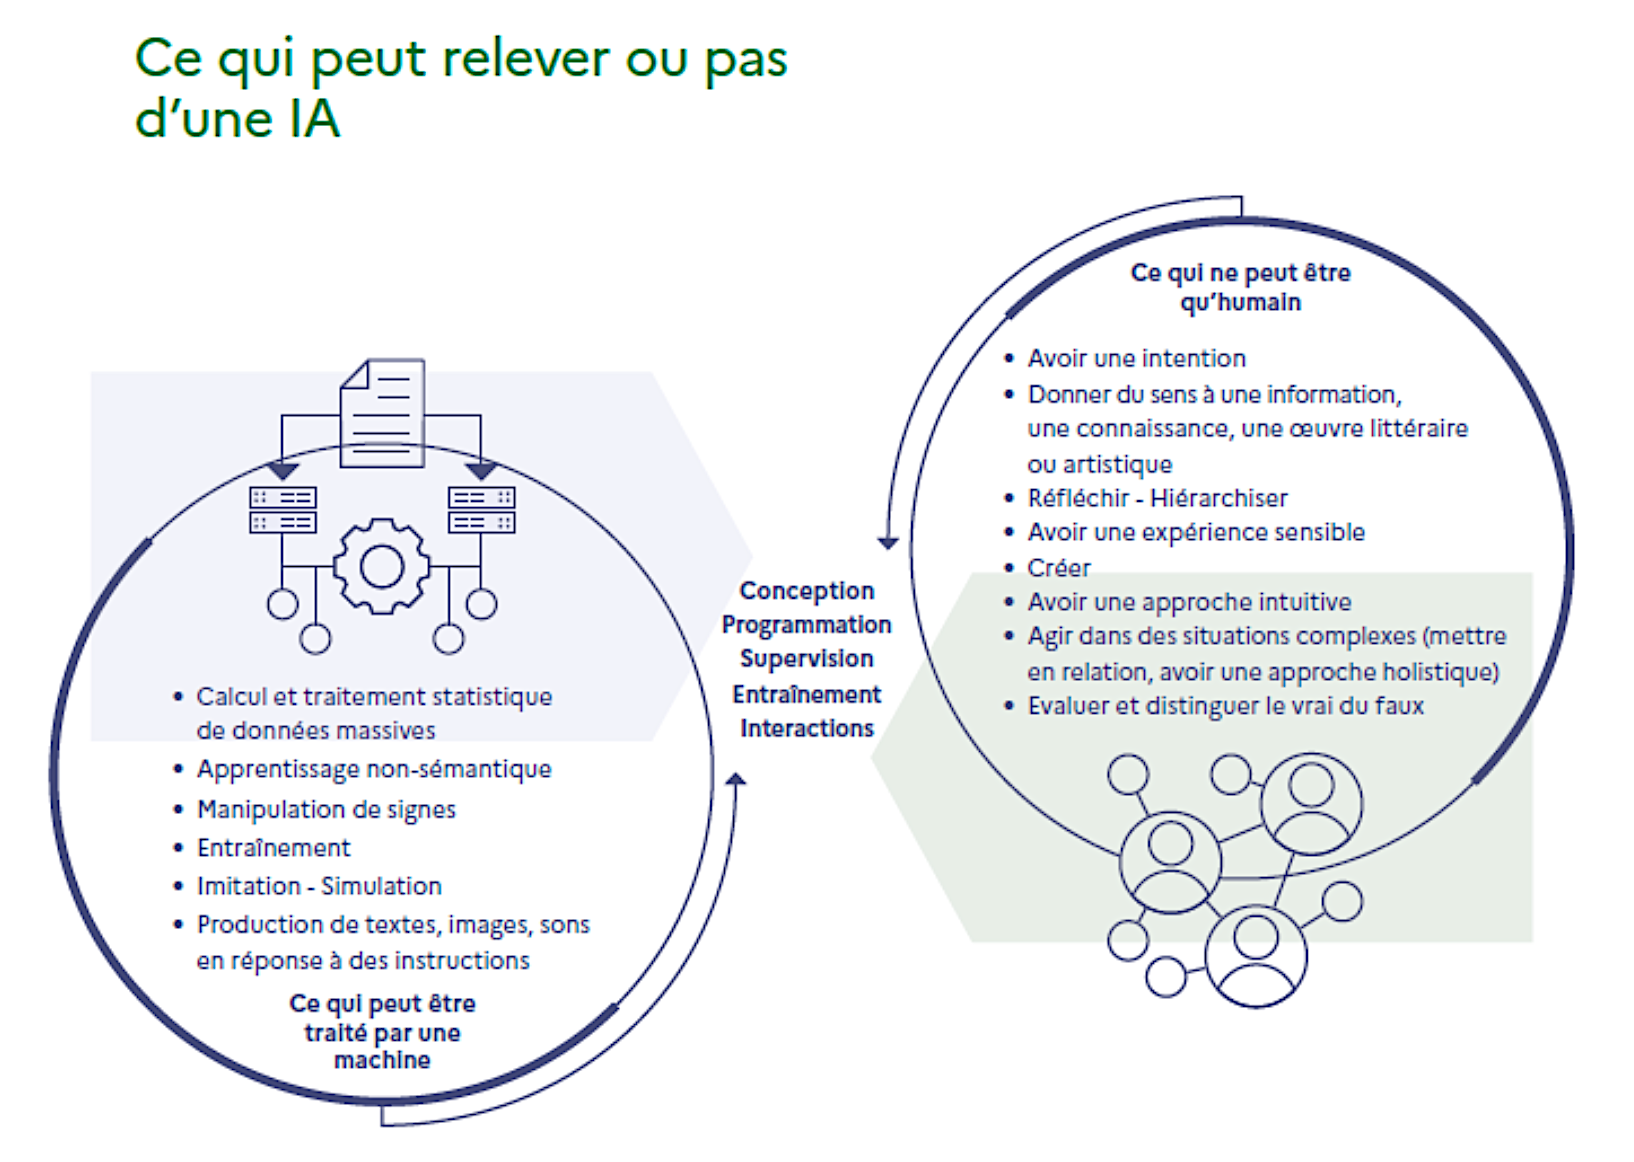 Ce qui peut relever ou pas
d'une IA
Ce qui ne peut être
qu'humain
• Avoir une intention
• Donner du sens à une information,
une connaissance, une œuvre littéraire
ou artistique
• Réfléchir - Hiérarchiser
• Avoir une expérience sensible
• Créer
• Avoir une approche intuitive
• Agir dans des situations complexes (mettre
en relation, avoir une approche holistique)
• Evaluer et distinguer le vrai du faux
Conception
Programmation
Supervision
Entraînement
Interactions
• Calcul et traitement statistique
de données massives
• Apprentissage non-sémantique
• Manipulation de signes
• Entraînement
• Imitation - Simulation
• Production de textes, images, sons
en réponse à des instructions
Ce qui peut être
traité par une
machine